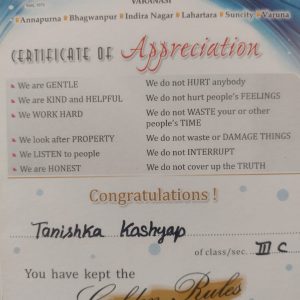 VARANASI
Annapurna Bhagwanpur Indira Nagar Lahartara Suncity Varuna
CERTIFICATE OF Appreciation
We are GENTLE We do not HURT anybody
We are KIND and HELPFUL We do not hurt people's FEELINGS
We WORK HARD We do not WASTE your or other
people's TIME
We look after PROPERTY We do not waste or DAMAGE THINGS
We LISTEN to people We do not INTERRUPT
We are HONEST We do not cover up the TRUTH
Congratulations !
Tanishka Kashyap
of class/sec. III C
You have kept the
Golden Rules